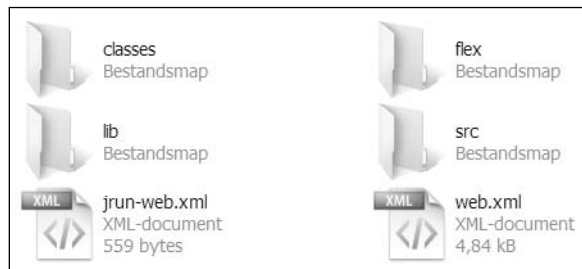 classes
Bestandsmap
flex
Bestandsmap
lib
Bestandsmap
src
Bestandsmap
XML
jrun-web.xml
XML-document
559 bytes
XML
web.xml
XML-document
4,84 kB